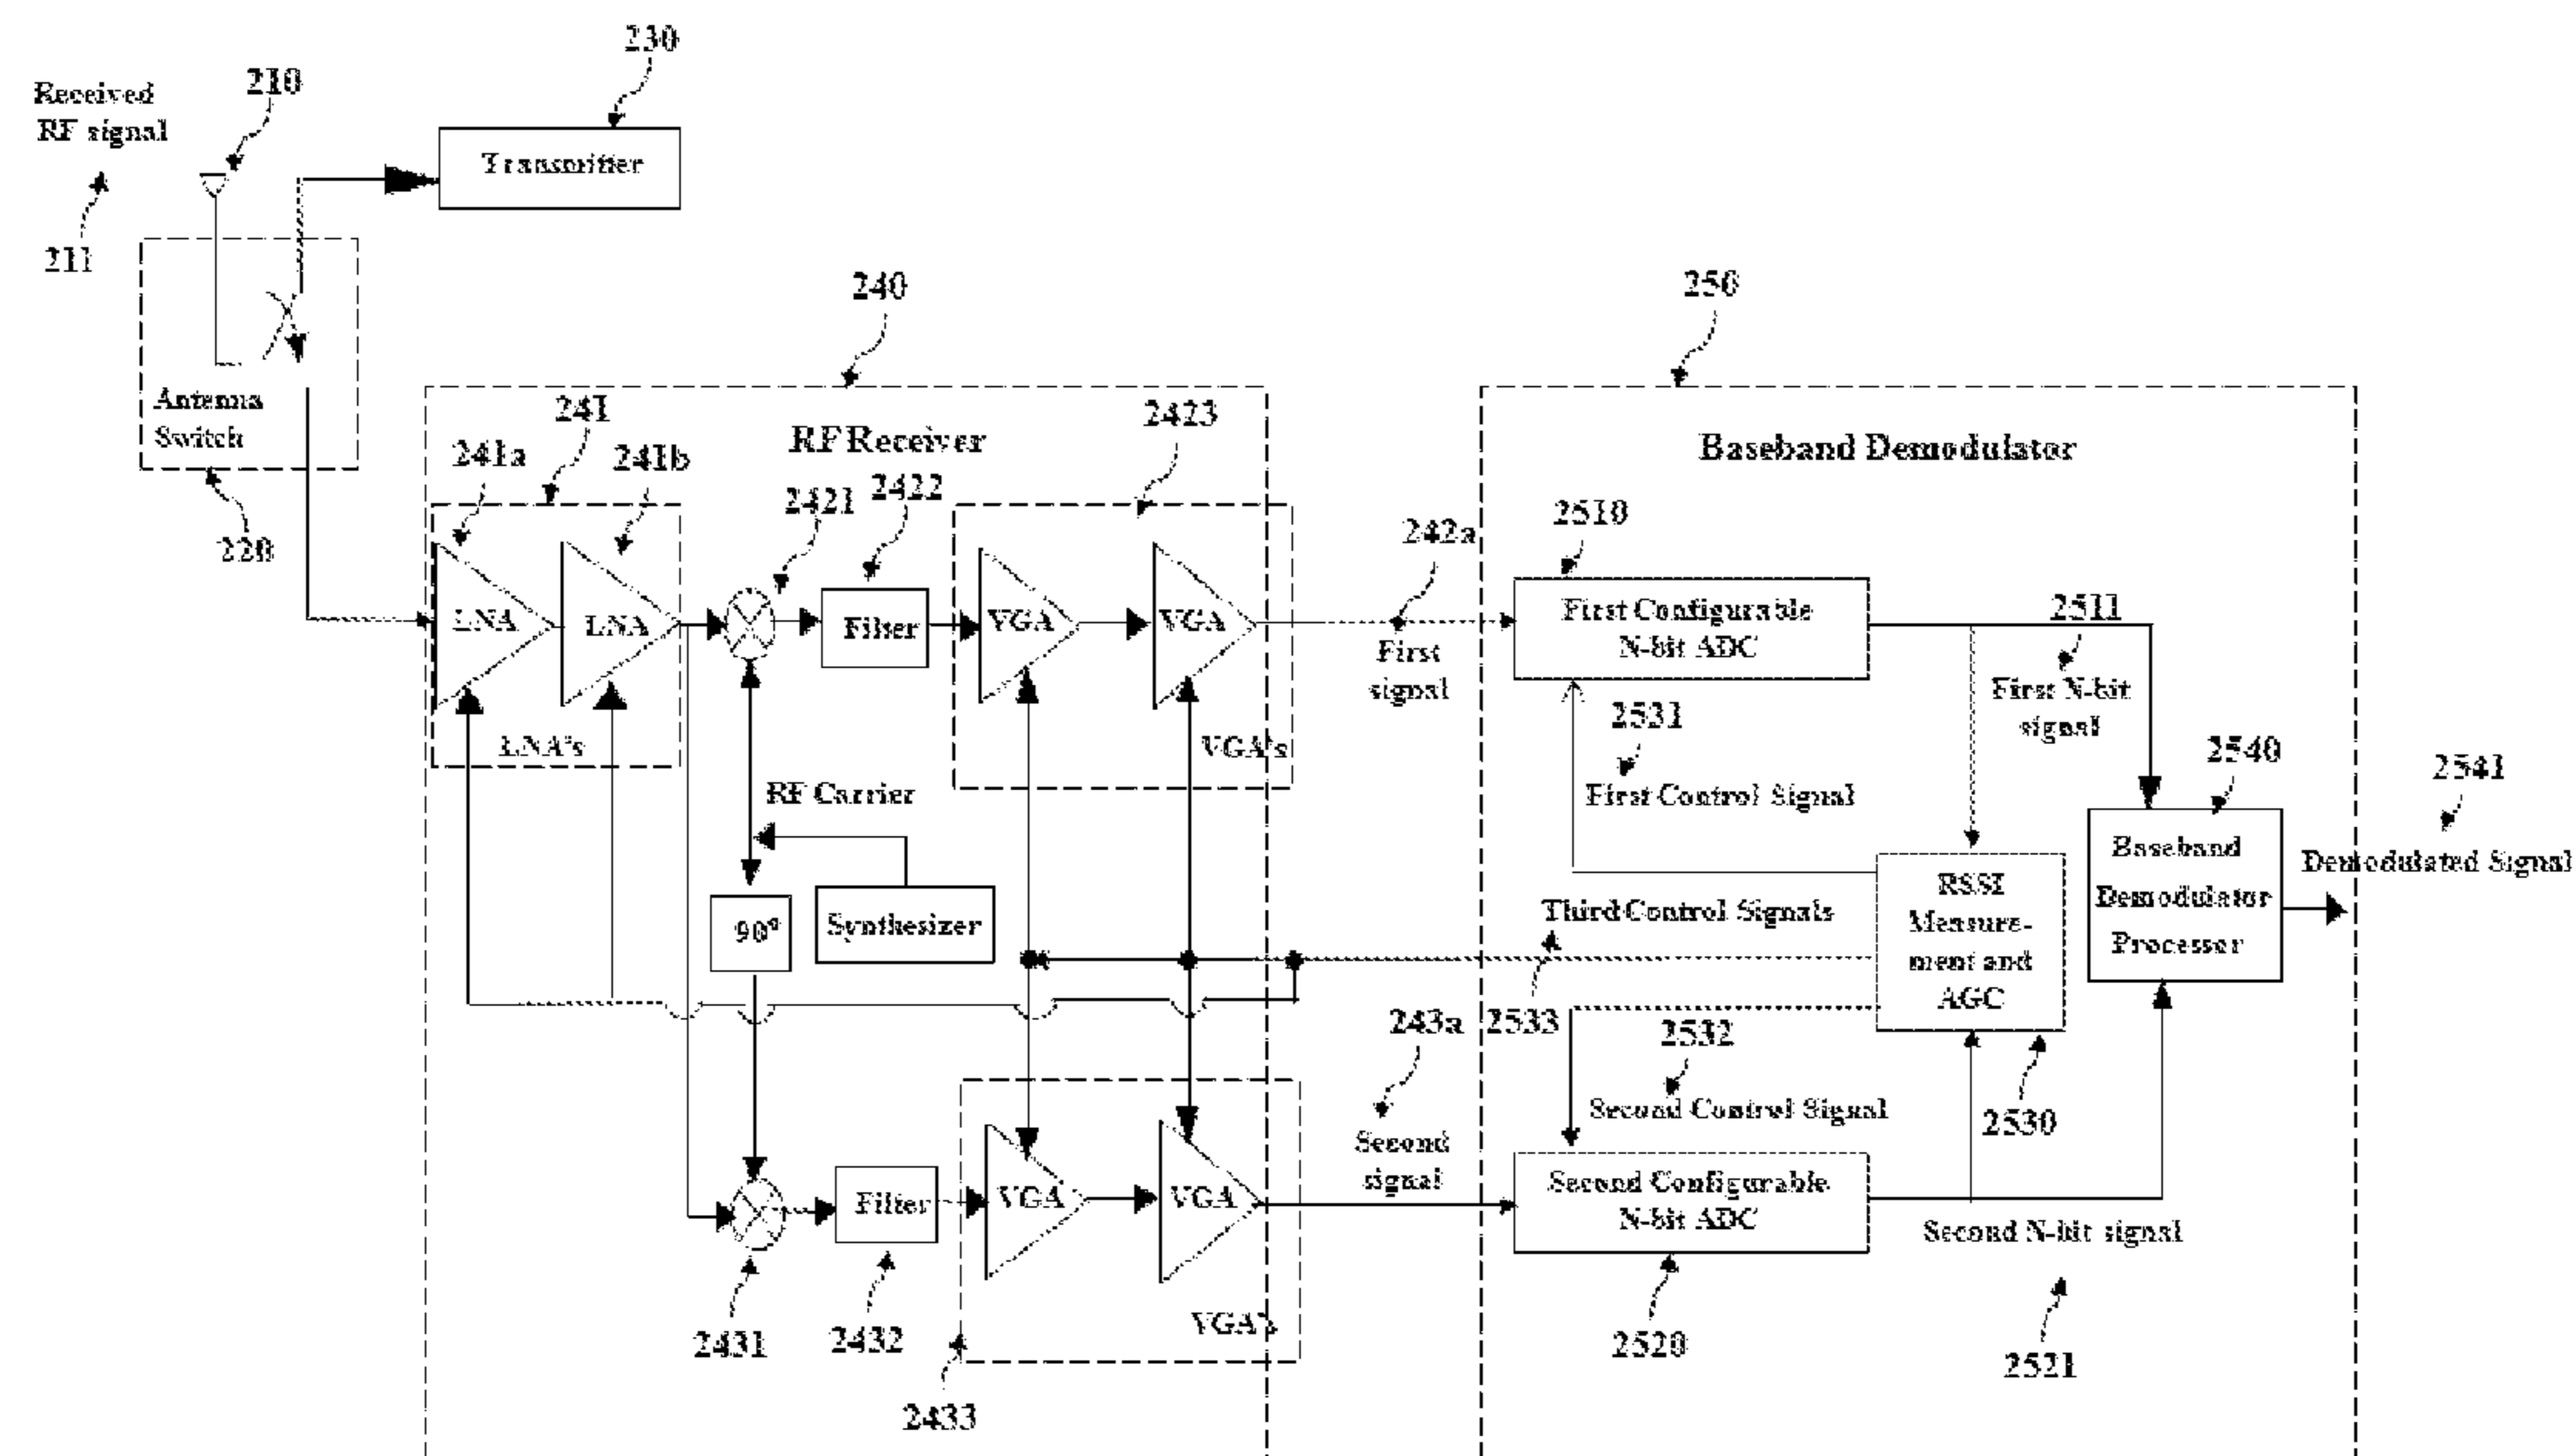 230
Received
RF signal
210
Transmitter
211
Antenna
Switch
220
240
250
241
241a
241b
RF Receiver
2421
2422
2423
Baseband Demodulator
LNA
LNA
LNA's
Filter
VGA
VGA
VGA's
242a
First
signal
2510
First Configurable
N-bit ADC
2511
First N-bit
signal
2531
First Control Signal
2540
2541
RF Carrier
90°
Synthesizer
Baseband
Demodulator
Processor
Demodulated Signal
RSSI
Measure-
ment and
AGC
Third Control Signals
2533
2532
243a
Second
signal
Second Control Signal
2530
Filter
VGA
VGA
VGA's
Second Configurable
N-bit ADC
Second N-bit signal
2431
2432
2433
2520
2521